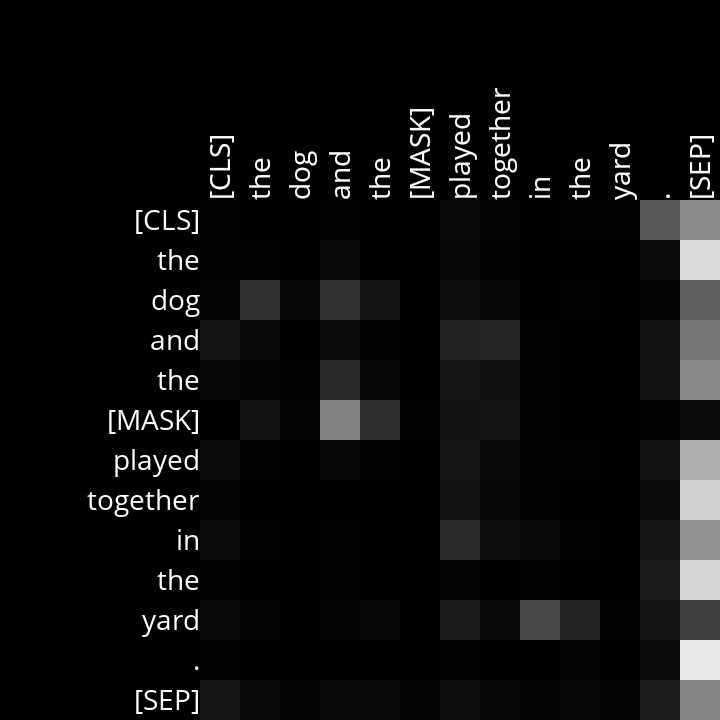 [CLS] the dog and the [MASK] played together in the yard . [SEP]
[CLS]
the
dog
and
the
[MASK]
played
together
in
the
yard
.
[SEP]